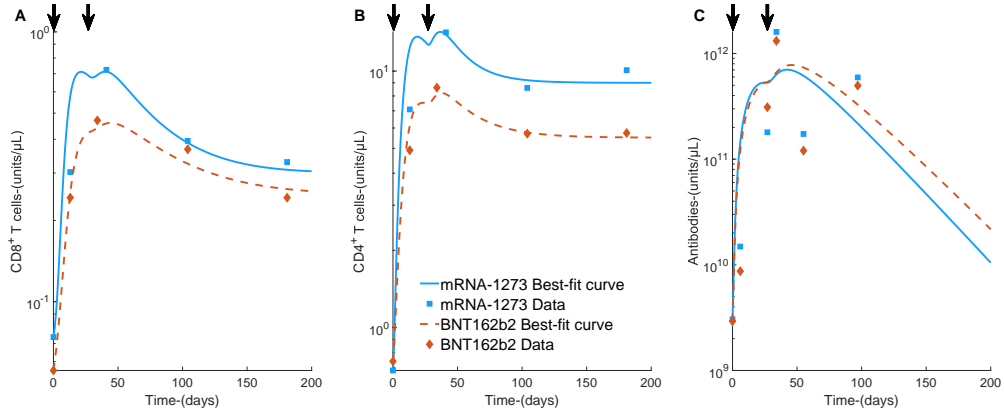 A
10^0
10^-1
CD8^+ T cells-(units/μL)
0 50 100 150 200
Time-(days)
B
10^1
10^0
CD4^+ T cells-(units/μL)
mRNA-1273 Best-fit curve
mRNA-1273 Data
BNT162b2 Best-fit curve
BNT162b2 Data
0 50 100 150 200
Time-(days)
C
10^12
10^11
10^10
10^9
Antibodies-(units/μL)
0 50 100 150 200
Time-(days)